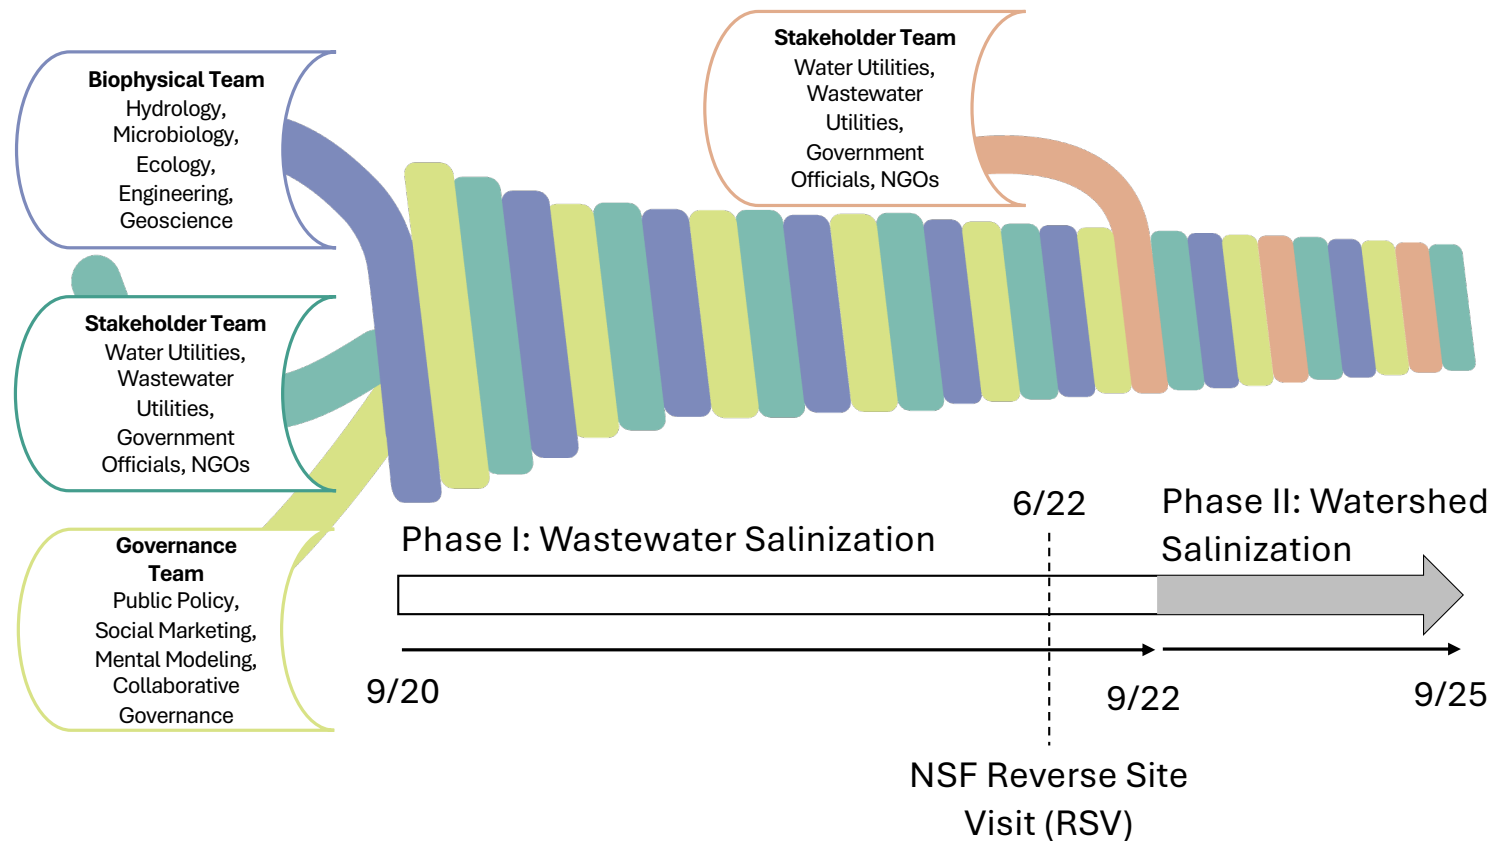 Biophysical Team
Hydrology,
Microbiology,
Ecology,
Engineering,
Geoscience
Stakeholder Team
Water Utilities,
Wastewater
Utilities,
Government
Officials, NGOs
Governance
Team
Public Policy,
Social Marketing,
Mental Modeling,
Collaborative
Governance
Stakeholder Team
Water Utilities,
Wastewater
Utilities,
Government
Officials, NGOs
Phase I: Wastewater Salinization
6/22
Phase II: Watershed
Salinization
9/20
9/22
9/25
NSF Reverse Site
Visit (RSV)